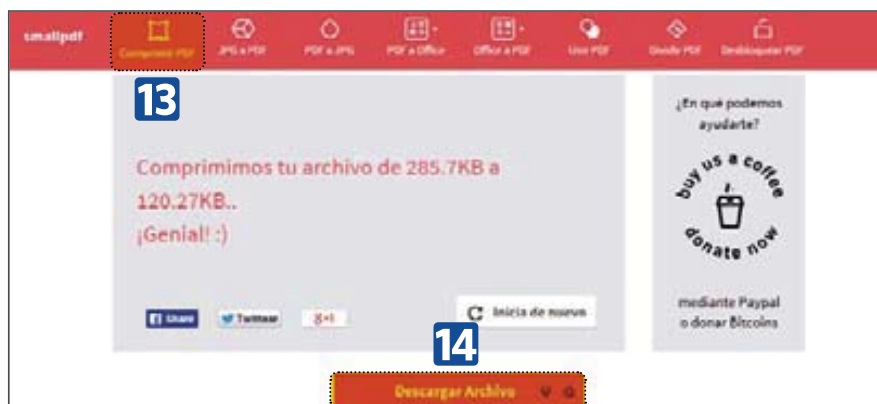 smallpdf
Comprimir PDF
JPG a PDF
PDF a JPG
PDF a Office
Office a PDF
Unir PDF
Divide PDF
Desbloquear PDF
13
Comprimimos tu archivo de 285.7KB a
120.27KB..
¡Genial! :)
Share
Twittear
g+1
Inicia de nuevo
¿En qué podemos
ayudarte?
buy us a coffee
donate now
mediante Paypal
o donar Bitcoins
14
Descargar Archivo